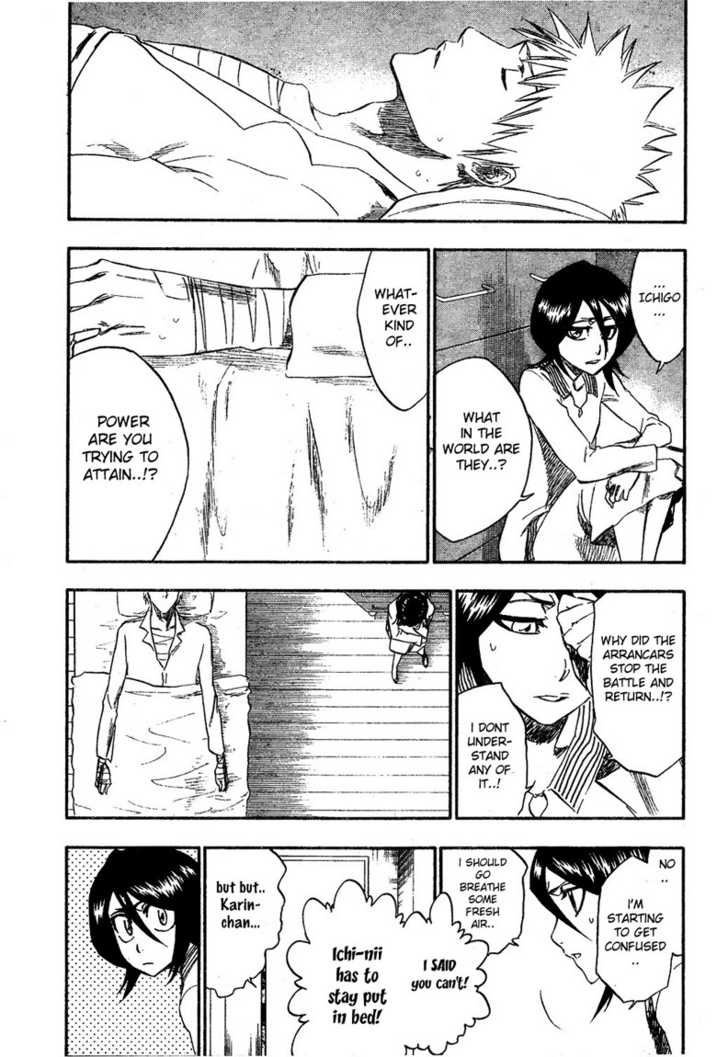 ...
ICHIGO
...
WHAT
IN THE
WORLD ARE
THEY..?
WHAT-
EVER
KIND
OF..
POWER
ARE YOU
TRYING TO
ATTAIN..!?
WHY DID THE
ARRANCARS
STOP THE
BATTLE AND
RETURN..!?
I DONT
UNDER-
STAND
ANY OF
IT..!
NO
..
I'M
STARTING
TO GET
CONFUSED
..
I SHOULD
GO
BREATHE
SOME
FRESH
AIR..
I SAID
you can't!
Ichi-nii
has to
stay put
in bed!
but but..
Karin-
chan...